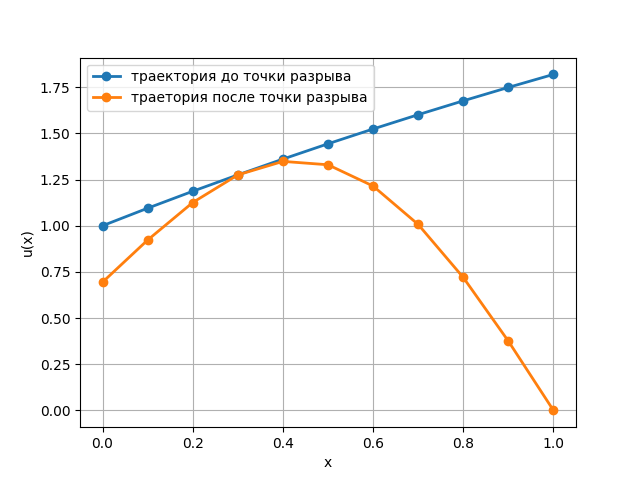 траектория до точки разрыва
траетория после точки разрыва
1.75
1.50
1.25
1.00
0.75
0.50
0.25
0.00
u(x)
0.0 0.2 0.4 0.6 0.8 1.0
x